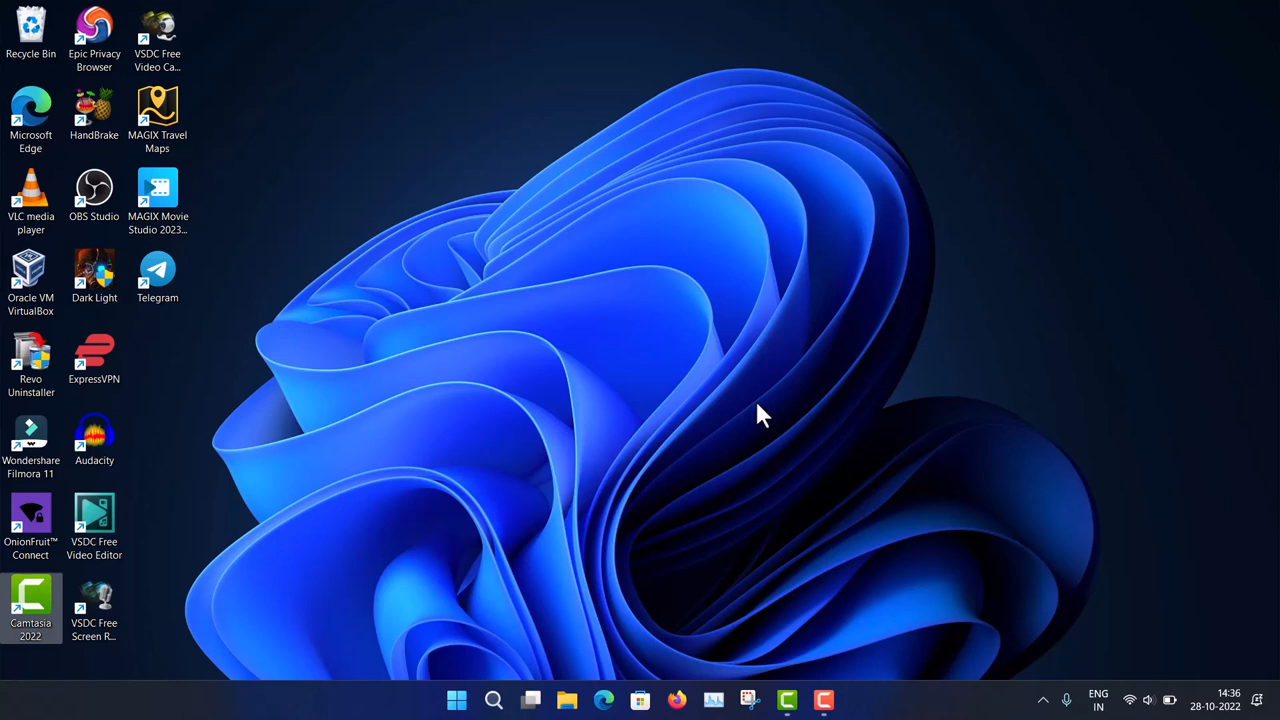 Recycle Bin
Epic Privacy
Browser
VSDC Free
Video Ca...
Microsoft
Edge
HandBrake
MAGIX Travel
Maps
VLC media
player
OBS Studio
MAGIX Movie
Studio 2023...
Oracle VM
VirtualBox
Dark Light
Telegram
Revo
Uninstaller
ExpressVPN
Wondershare
Filmora 11
Audacity
OnionFruit™
Connect
VSDC Free
Video Editor
Camtasia
2022
VSDC Free
Screen R...
ENG
IN
14:36
28-10-2022